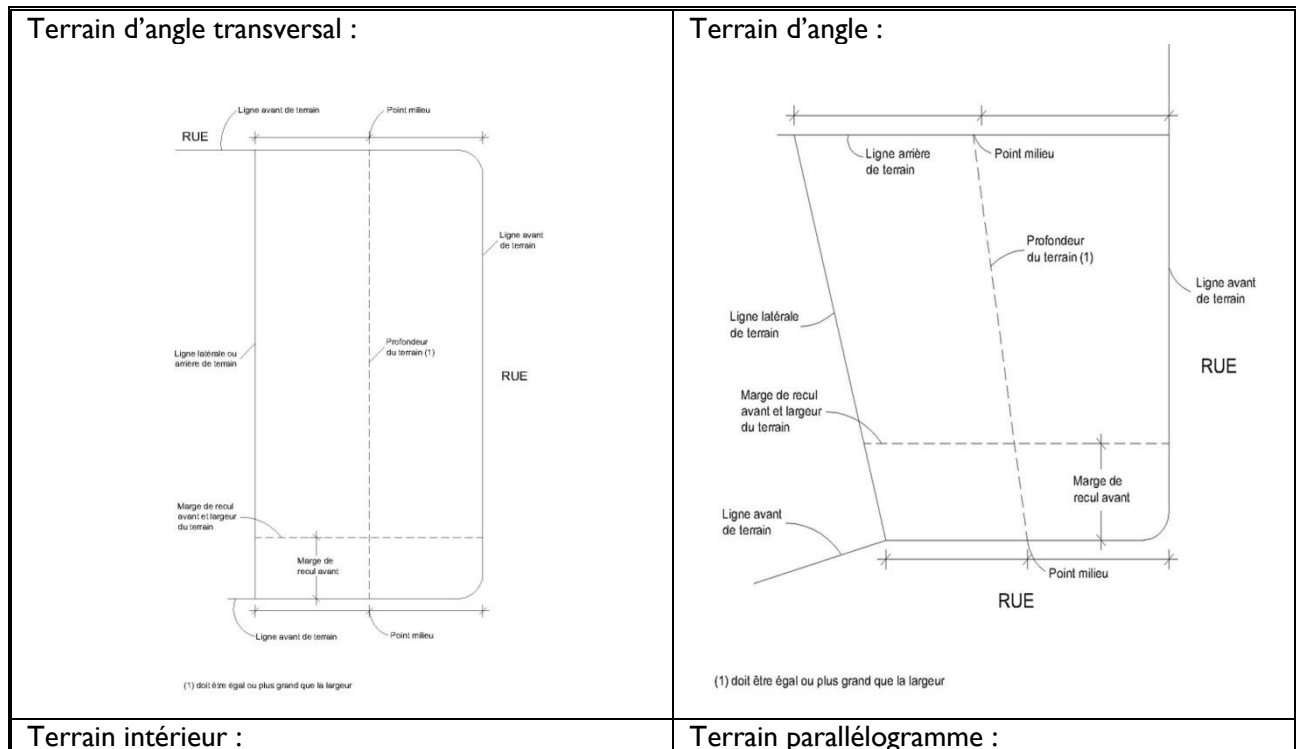 Terrain d'angle transversal :
Ligne avant de terrain
Point milieu
RUE
Ligne avant
de terrain
Ligne latérale ou
arrière de terrain
Profondeur
du terrain (1)
RUE
Marge de recul
avant et largeur
du terrain
Marge de
recul avant
Ligne avant de terrain
Point milieu
(1) doit être égal ou plus grand que la largeur
Terrain d'angle :
Ligne arrière
de terrain
Point milieu
Profondeur
du terrain (1)
Ligne avant
de terrain
Ligne latérale
de terrain
RUE
Marge de recul
avant et largeur
du terrain
Marge de
recul avant
Ligne avant
de terrain
Point milieu
RUE
(1) doit être égal ou plus grand que la largeur
Terrain intérieur :
Terrain parallélogramme :